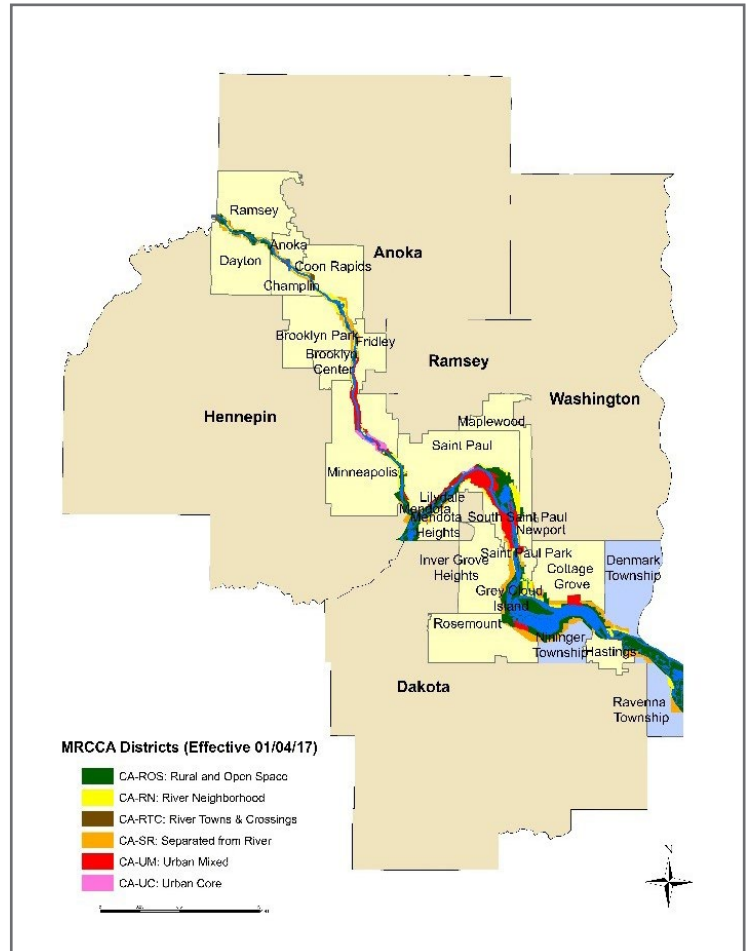 Ramsey
Anoka
Anoka
Dayton
Coon Rapids
Champlin
Brooklyn Park
Fridley
Brooklyn
Center
Ramsey
Washington
Hennepin
Maplewood
Saint Paul
Minneapolis
Lilydale
Mendota
Mendota
Heights
South Saint Paul
Newport
Saint Paul Park
Inver Grove
Heights
Cottage
Grove
Denmark
Township
Grey Cloud
Island
Rosemount
Nininger
Township
Hastings
Dakota
Ravenna
Township
MRCCA Districts (Effective 01/04/17)
CA-ROS: Rural and Open Space
CA-RN: River Neighborhood
CA-RTC: River Towns & Crossings
CA-SR: Separated from River
CA-UM: Urban Mixed
CA-UC: Urban Core
N